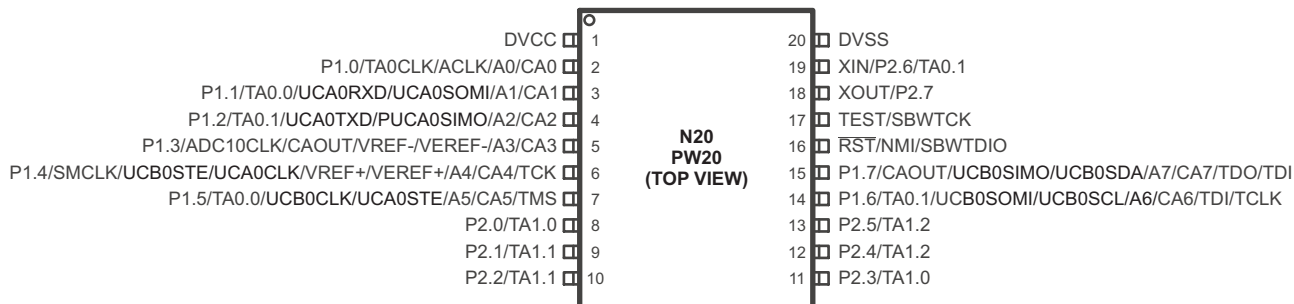 DVCC 1 20 DVSS
P1.0/TA0CLK/ACLK/A0/CA0 2 19 XIN/P2.6/TA0.1
P1.1/TA0.0/UCA0RXD/UCA0SOMI/A1/CA1 3 18 XOUT/P2.7
P1.2/TA0.1/UCA0TXD/PUCA0SIMO/A2/CA2 4 17 TEST/SBWTCK
P1.3/ADC10CLK/CAOUT/VREF-/VEREF-/A3/CA3 5 16 RST/NMI/SBWTDIO
P1.4/SMCLK/UCB0STE/UCA0CLK/VREF+/VEREF+/A4/CA4/TCK 6 15 P1.7/CAOUT/UCB0SIMO/UCB0SDA/A7/CA7/TDO/TDI
P1.5/TA0.0/UCB0CLK/UCA0STE/A5/CA5/TMS 7 14 P1.6/TA0.1/UCB0SOMI/UCB0SCL/A6/CA6/TDI/TCLK
P2.0/TA1.0 8 13 P2.5/TA1.2
P2.1/TA1.1 9 12 P2.4/TA1.2
P2.2/TA1.1 10 11 P2.3/TA1.0
N20
PW20
(TOP VIEW)